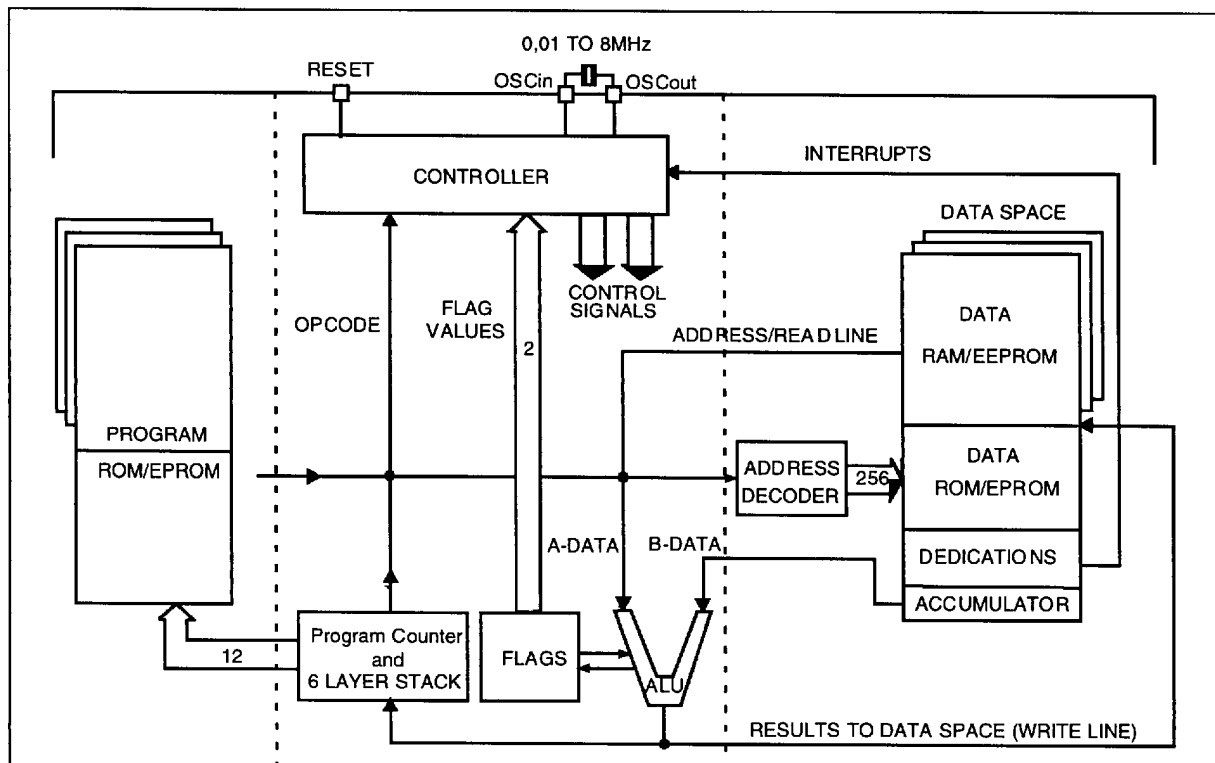 0,01 TO 8MHz
RESET
OSCin
OSCout
INTERRUPTS
CONTROLLER
DATA SPACE
CONTROL
SIGNALS
OPCODE
FLAG
VALUES
2
ADDRESS/READ LINE
DATA
RAM/EEPROM
PROGRAM
ROM/EPROM
ADDRESS
DECODER
256
DATA
ROM/EPROM
A-DATA
B-DATA
DEDICATIONS
ACCUMULATOR
12
Program Counter
and
6 LAYER STACK
FLAGS
ALU
RESULTS TO DATA SPACE (WRITE LINE)